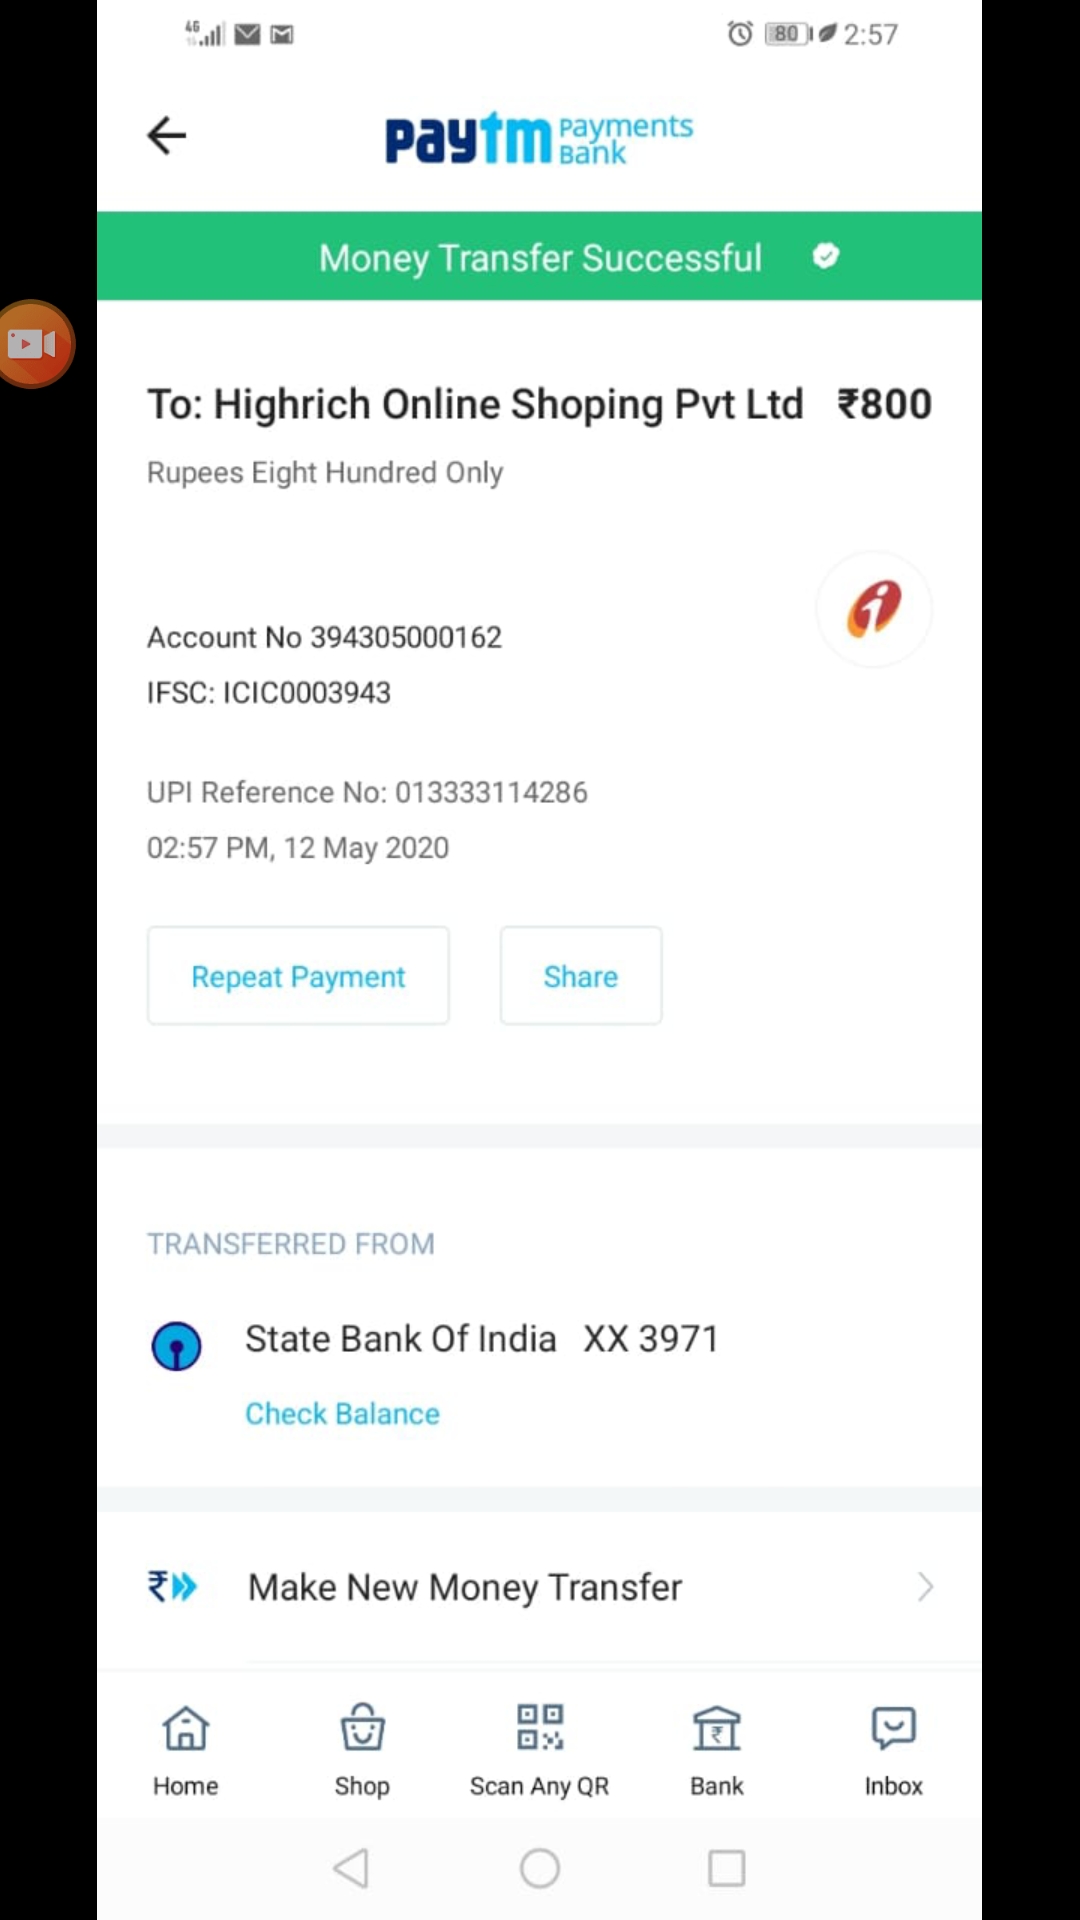 4G 80 2:57
paytm Payments Bank
Money Transfer Successful
To: Highrich Online Shoping Pvt Ltd ₹800
Rupees Eight Hundred Only
Account No 394305000162
IFSC: ICIC0003943
UPI Reference No: 013333114286
02:57 PM, 12 May 2020
Repeat Payment Share
TRANSFERRED FROM
State Bank Of India XX 3971
Check Balance
₹ Make New Money Transfer
Home Shop Scan Any QR Bank Inbox